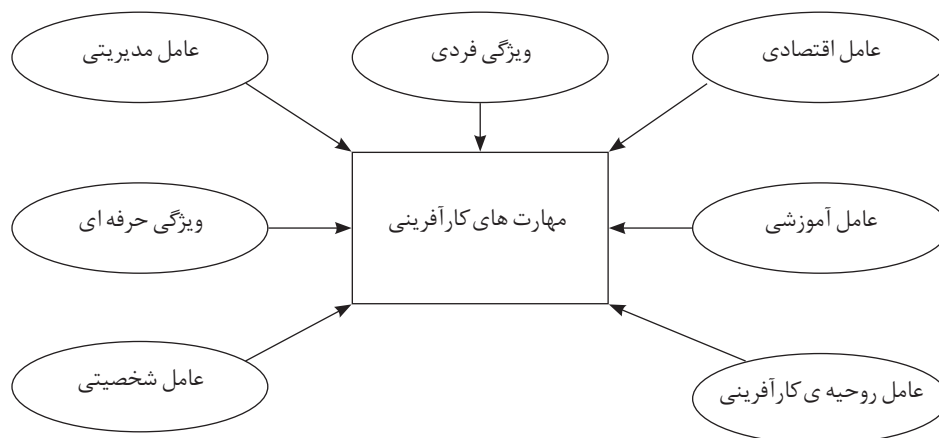 عامل اقتصادی
ویژگی فردی
عامل مدیریتی
عامل آموزشی
مهارت های کارآفرینی
ویژگی حرفه ای
عامل روحیه ی کارآفرینی
عامل شخصیتی